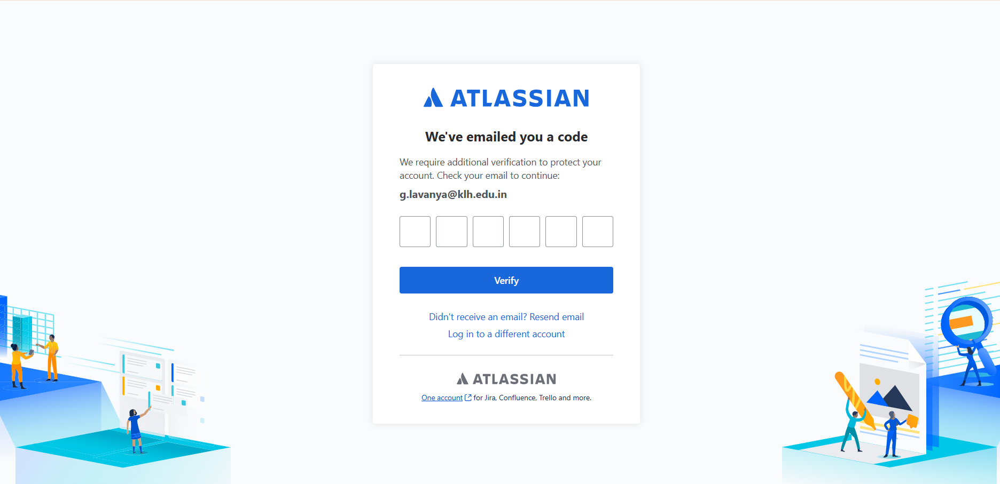 ATLASSIAN
We've emailed you a code
We require additional verification to protect your
account. Check your email to continue:
g.lavanya@klh.edu.in
Verify
Didn't receive an email? Resend email
Log in to a different account
ATLASSIAN
One account for Jira, Confluence, Trello and more.